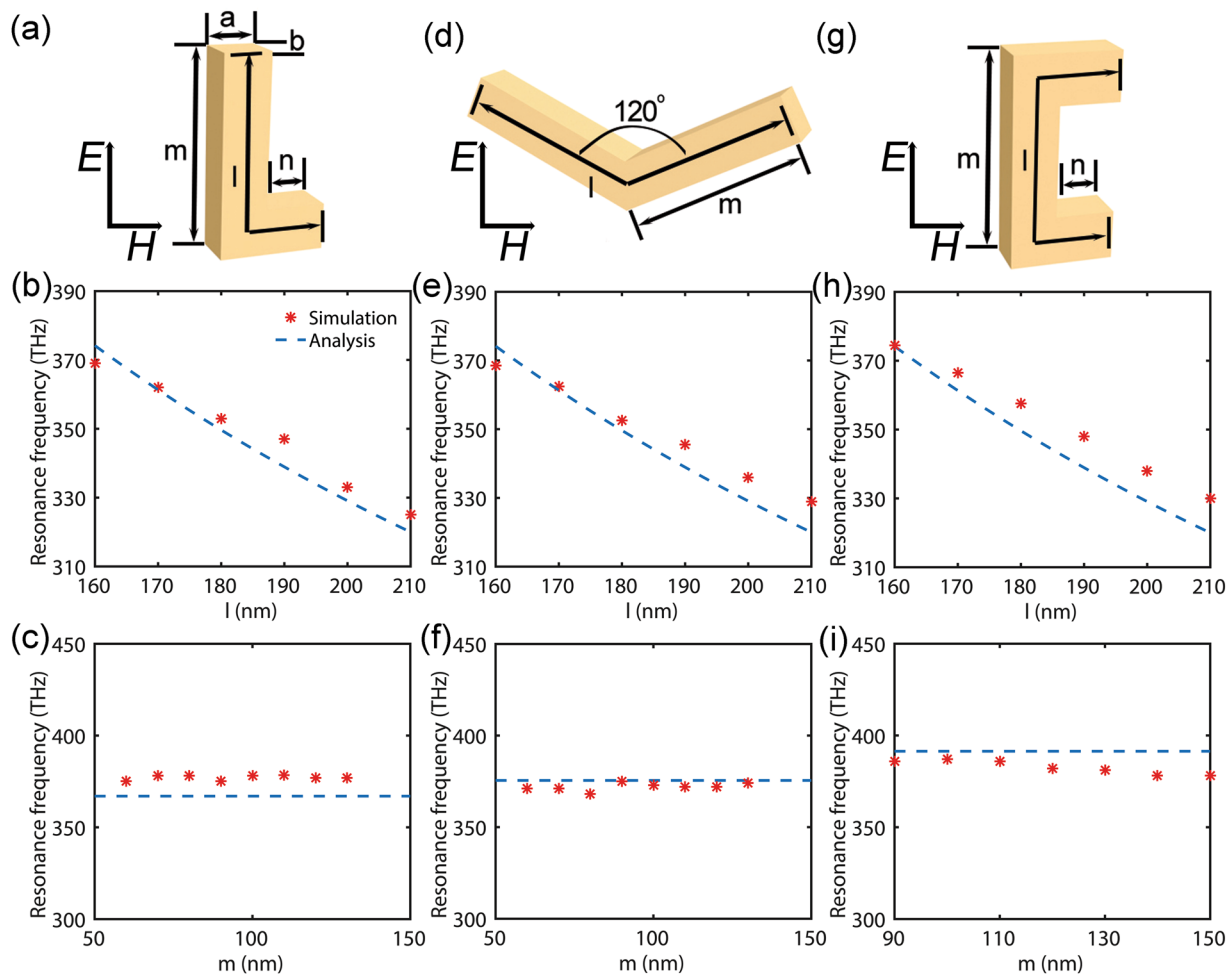 (a)
a
b
m
l
n
E
H
(d)
120°
l
m
E
H
(g)
m
l
n
E
H
(b)
390
370
350
330
310
Resonance frequency (THz)
Simulation
Analysis
160 170 180 190 200 210
l (nm)
(e)
390
370
350
330
310
Resonance frequency (THz)
160 170 180 190 200 210
l (nm)
(h)
390
370
350
330
310
Resonance frequency (THz)
160 170 180 190 200 210
l (nm)
(c)
450
400
350
300
Resonance frequency (THz)
50 100 150
m (nm)
(f)
450
400
350
300
Resonance frequency (THz)
50 100 150
m (nm)
(i)
450
400
350
300
Resonance frequency (THz)
90 110 130 150
m (nm)